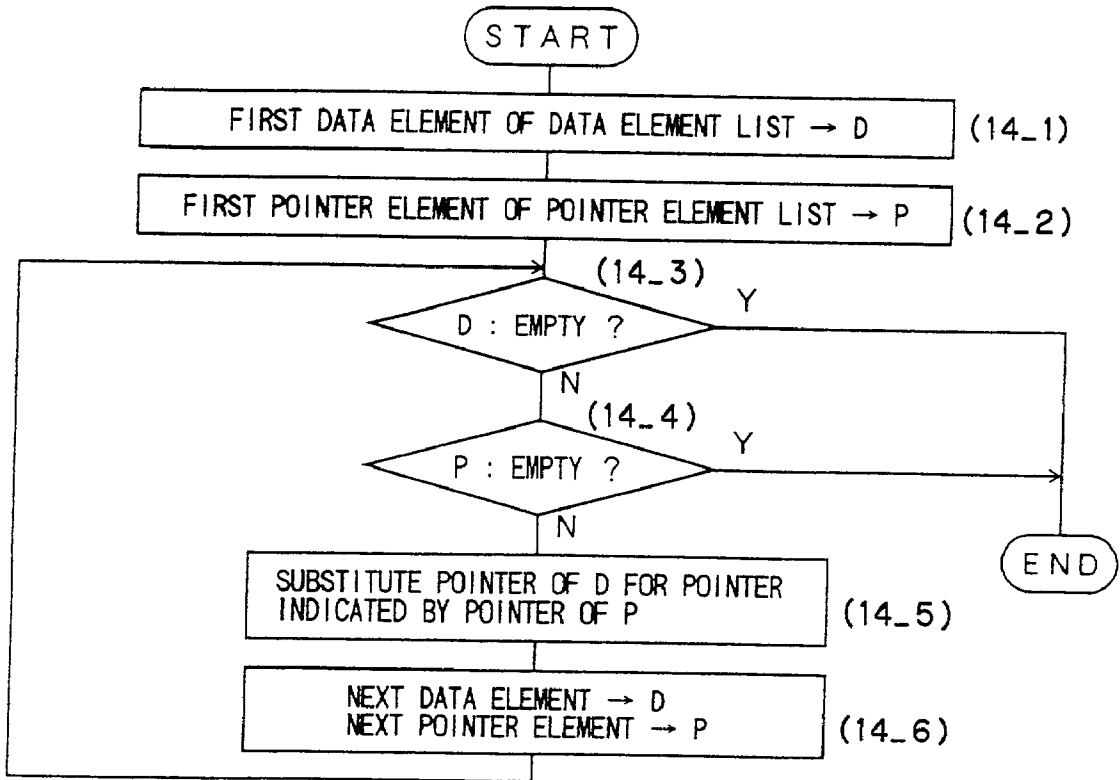 START
FIRST DATA ELEMENT OF DATA ELEMENT LIST → D
(14_1)
FIRST POINTER ELEMENT OF POINTER ELEMENT LIST → P
(14_2)
(14_3)
D : EMPTY ?
Y
N
(14_4)
P : EMPTY ?
Y
N
END
SUBSTITUTE POINTER OF D FOR POINTER
INDICATED BY POINTER OF P
(14_5)
NEXT DATA ELEMENT → D
NEXT POINTER ELEMENT → P
(14_6)